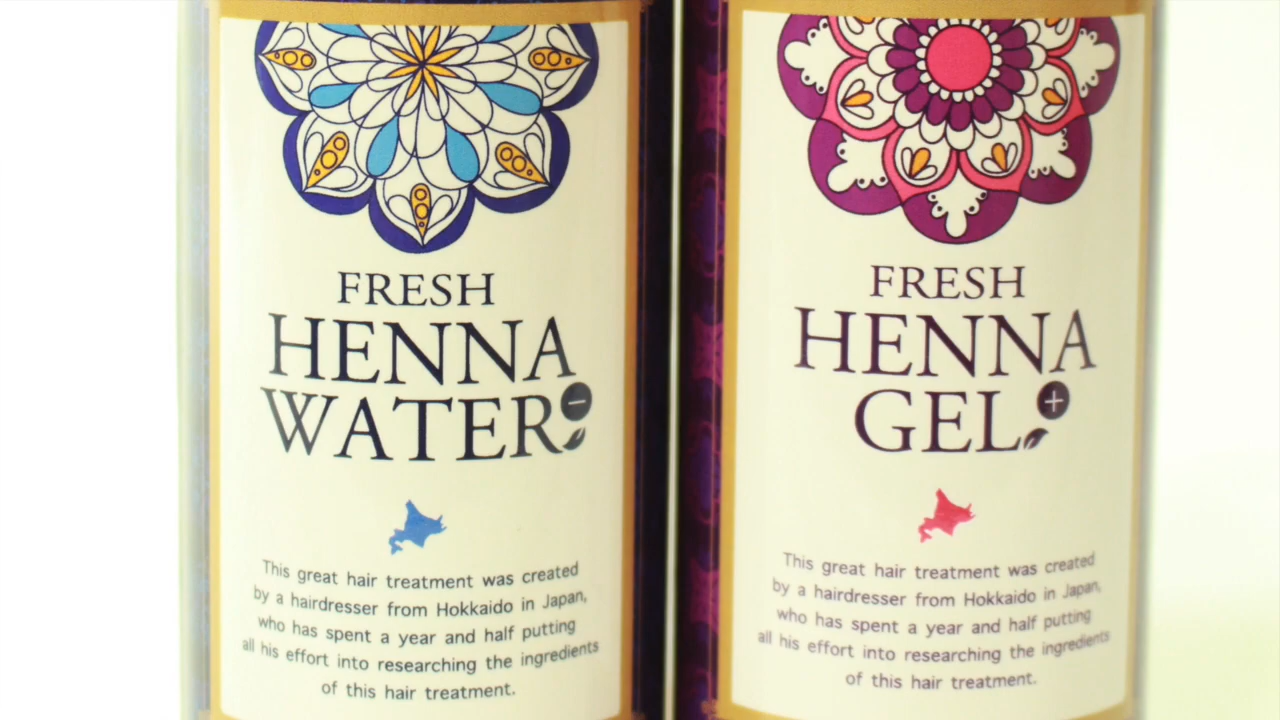 FRESH
HENNA
WATER
This great hair treatment was created
by a hairdresser from Hokkaido in Japan,
who has spent a year and half putting
all his effort into researching the ingredients
of this hair treatment.
FRESH
HENNA
GEL
This great hair treatment was created
by a hairdresser from Hokkaido in Japan,
who has spent a year and half putting
all his effort into researching the ingredients
of this hair treatment.